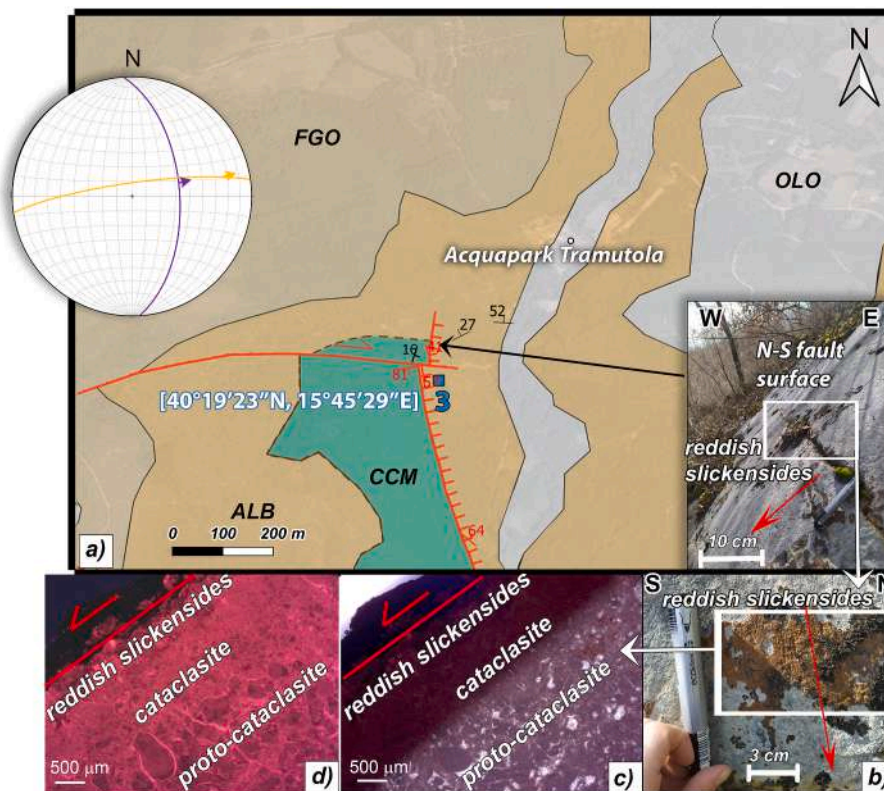 N
N
FGO
OLO
Acquapark Tramutola
52
27
16
81
[40°19'23"N, 15°45'29"E]
3
CCM
ALB
64
0 100 200 m
a)
W
E
N-S fault
surface
reddish
slickensides
10 cm
reddish slickensides
cataclasite
proto-cataclasite
500 μm
d)
reddish slickensides
cataclasite
proto-cataclasite
500 μm
c)
S
reddish slickensides
3 cm
b)